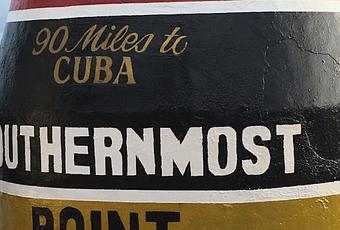 90 Miles to
CUBA
OUTHERNMOST
POINT